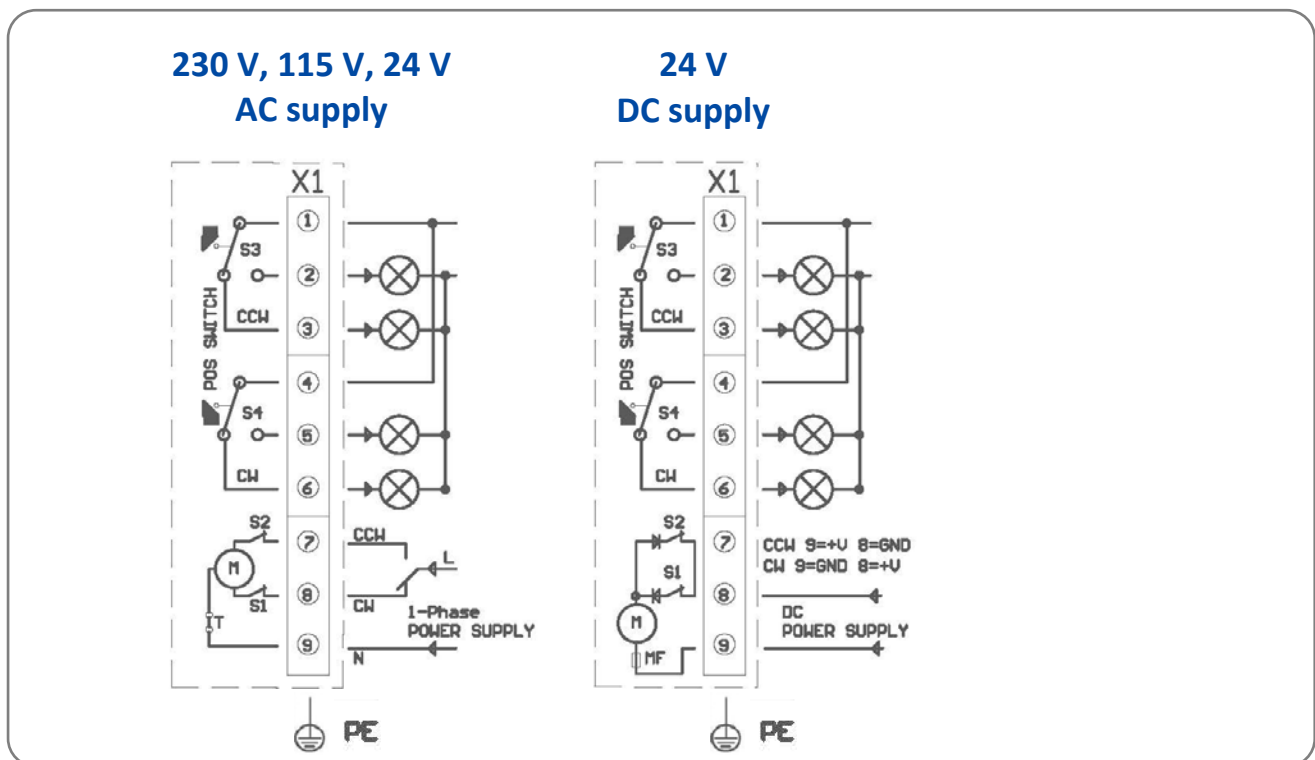 230 V, 115 V, 24 V
AC supply
24 V
DC supply
X1
1
S3
2
CCW
3
POS SWITCH
4
S4
5
CW
6
S2
7
CCW
L
M
8
S1
CW
1-Phase
POWER SUPPLY
IT
9
N
PE
X1
1
S3
2
CCW
3
POS SWITCH
4
S4
5
CW
6
S2
7
CCW 9=+V 8=GND
CW 9=GND 8=+V
S1
8
DC
POWER SUPPLY
M
9
MF
PE